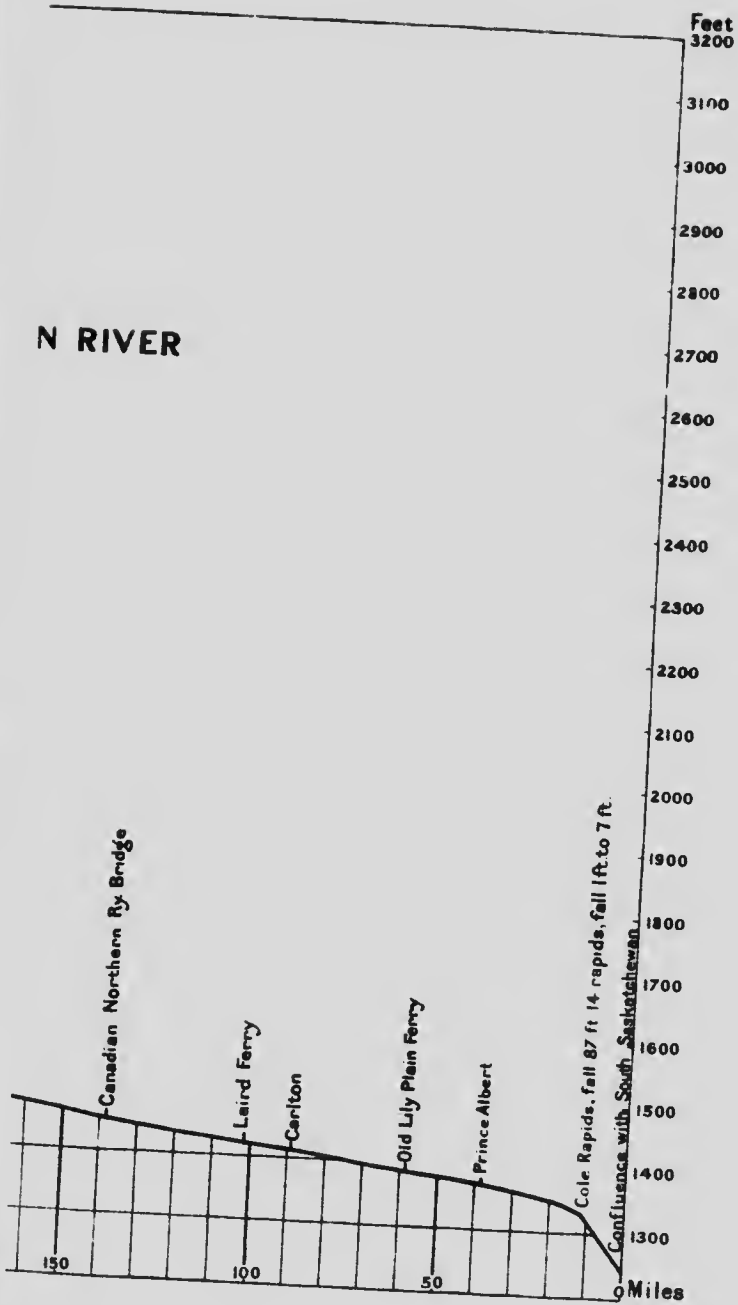 Feet
3200
3100
3000
2900
2800
N RIVER
2700
2600
2500
2400
2300
2200
2100
2000
1900
1800
1700
1600
1500
1400
1300
Canadian Northern Ry. Bridge
Laird Ferry
Carlton
Old Lily Plain Ferry
Prince Albert
Cole Rapids, fall 87 ft 14 rapids, fall 1ft. to 7 ft.
Confluence with South Saskatchewan
150
100
50
0 Miles